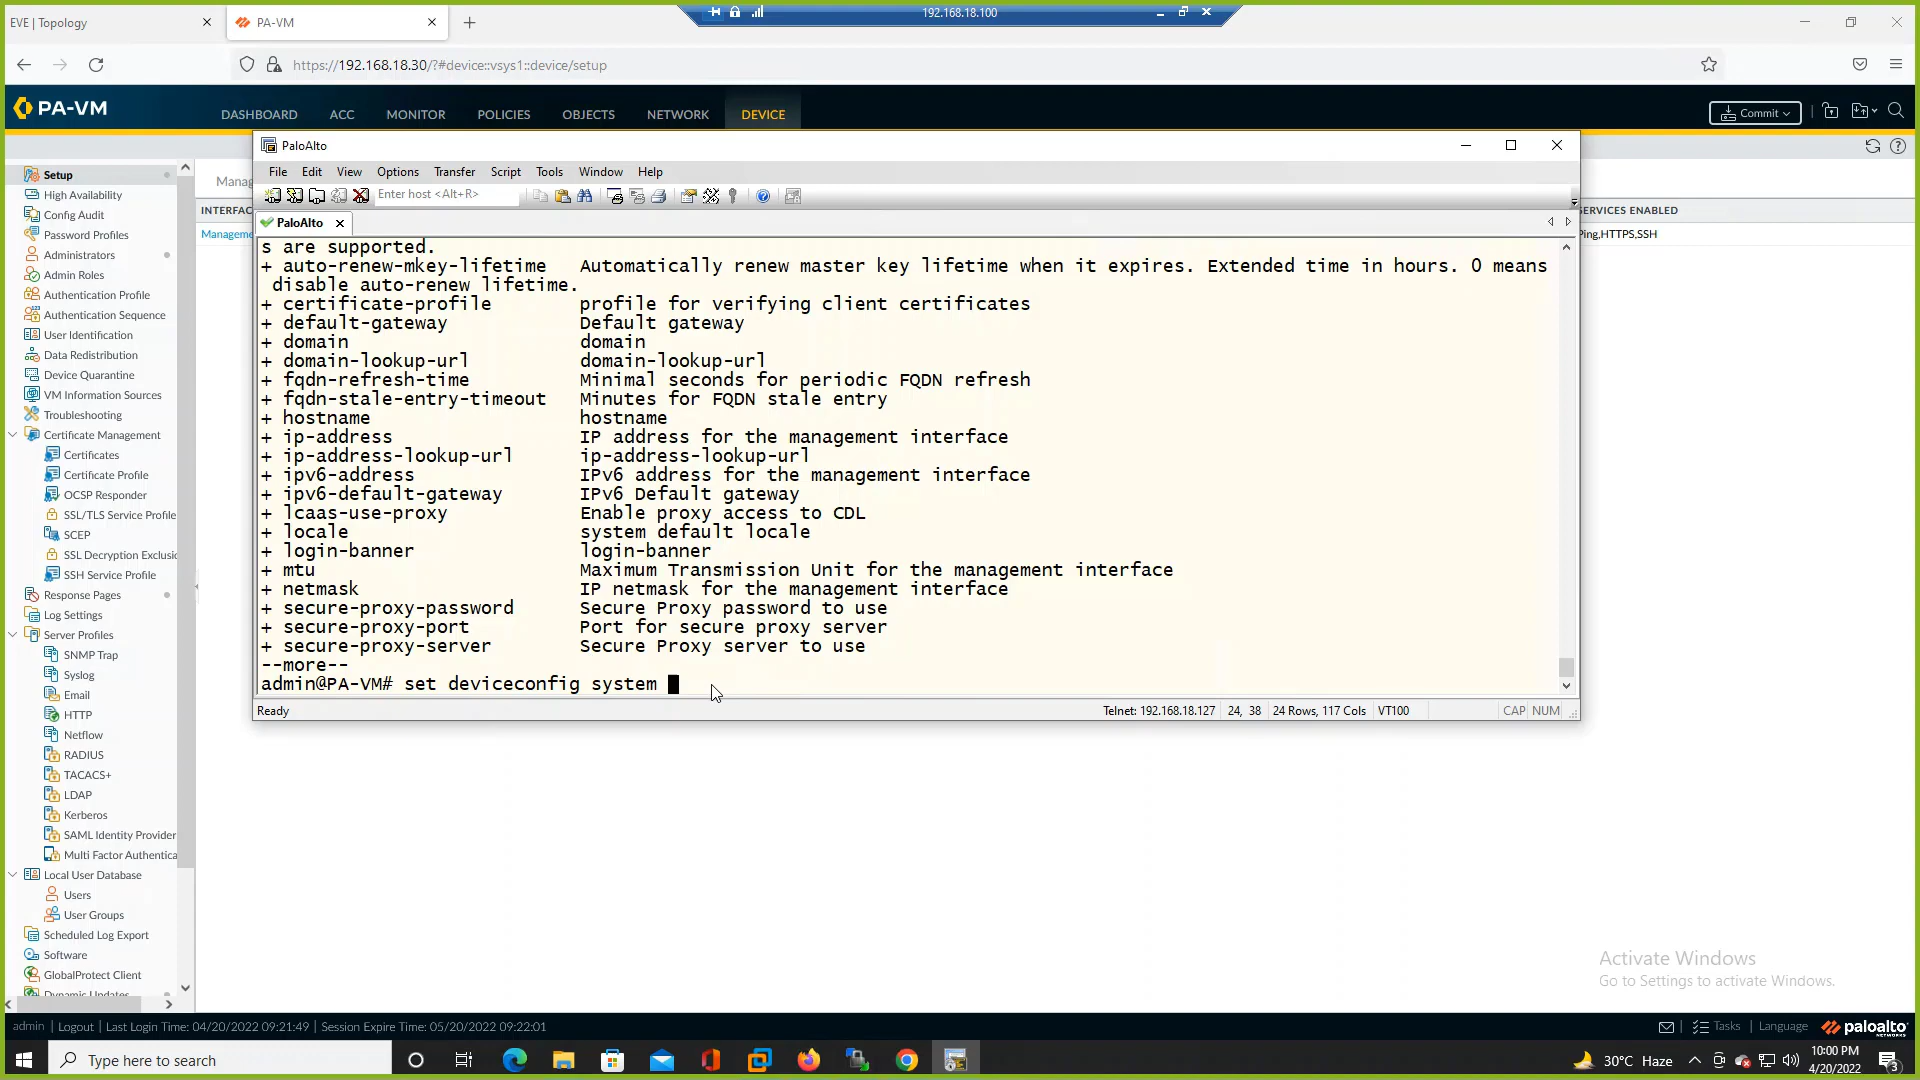 EVE | Topology
PA-VM
192.168.18.100
https://192.168.18.30/?#device::vsys1::device/setup
PA-VM
DASHBOARD
ACC
MONITOR
POLICIES
OBJECTS
NETWORK
DEVICE
Commit
PaloAlto
File Edit View Options Transfer Script Tools Window Help
Enter host <Alt+R>
PaloAlto
Setup
High Availability
Config Audit
Password Profiles
Administrators
Admin Roles
Authentication Profile
Authentication Sequence
User Identification
Data Redistribution
Device Quarantine
VM Information Sources
Troubleshooting
Certificate Management
Certificates
Certificate Profile
OCSP Responder
SSL/TLS Service Profile
SCEP
SSL Decryption Exclusio
SSH Service Profile
Response Pages
Log Settings
Server Profiles
SNMP Trap
Syslog
Email
HTTP
Netflow
RADIUS
TACACS+
LDAP
Kerberos
SAML Identity Provider
Multi Factor Authentica
Local User Database
Users
User Groups
Scheduled Log Export
Software
GlobalProtect Client
Dynamic Updates
Manag
INTERFAC
Manageme
ERVICES ENABLED
Ping,HTTPS,SSH
s are supported.
+ auto-renew-mkey-lifetime Automatically renew master key lifetime when it expires. Extended time in hours. 0 means
disable auto-renew lifetime.
+ certificate-profile profile for verifying client certificates
+ default-gateway Default gateway
+ domain domain
+ domain-lookup-url domain-lookup-url
+ fqdn-refresh-time Minimal seconds for periodic FQDN refresh
+ fqdn-stale-entry-timeout Minutes for FQDN stale entry
+ hostname hostname
+ ip-address IP address for the management interface
+ ip-address-lookup-url ip-address-lookup-url
+ ipv6-address IPv6 address for the management interface
+ ipv6-default-gateway IPv6 Default gateway
+ lcaas-use-proxy Enable proxy access to CDL
+ locale system default locale
+ login-banner login-banner
+ mtu Maximum Transmission Unit for the management interface
+ netmask IP netmask for the management interface
+ secure-proxy-password Secure Proxy password to use
+ secure-proxy-port Port for secure proxy server
+ secure-proxy-server Secure Proxy server to use
--more--
admin@PA-VM# set deviceconfig system
Ready
Telnet: 192.168.18.127
24, 38
24 Rows, 117 Cols
VT100
CAP NUM
Activate Windows
Go to Settings to activate Windows.
admin | Logout | Last Login Time: 04/20/2022 09:21:49 | Session Expire Time: 05/20/2022 09:22:01
Tasks | Language
paloalto
NETWORKS
Type here to search
30°C Haze
10:00 PM
4/20/2022
3